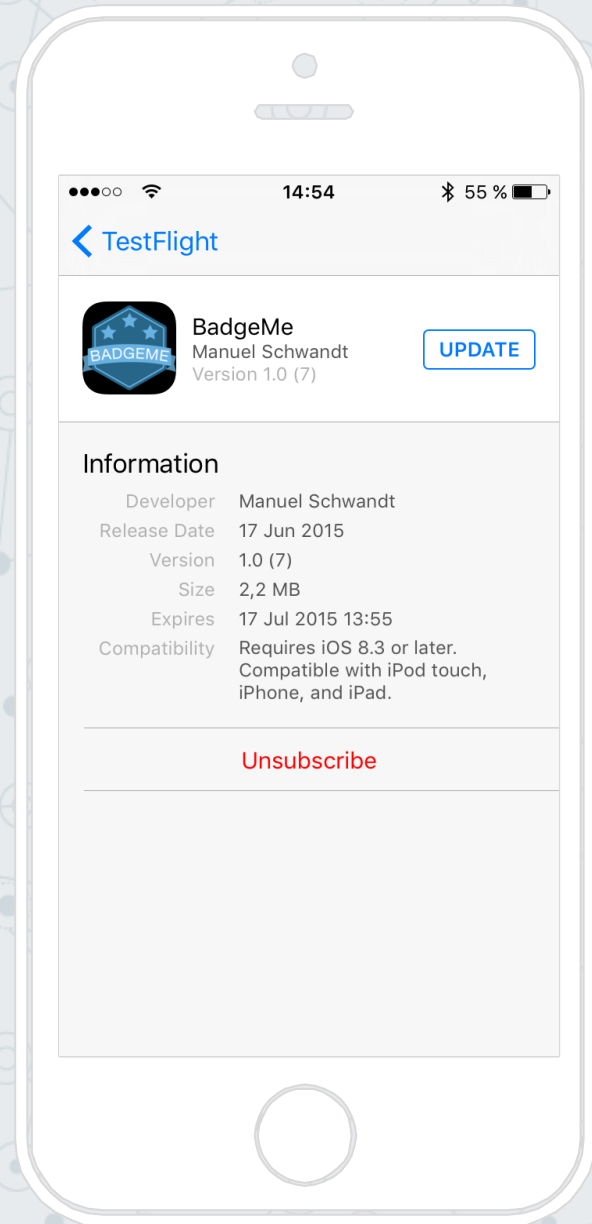 14:54
55 %
TestFlight
BADGEME
BadgeMe
Manuel Schwandt
Version 1.0 (7)
UPDATE
Information
Developer Manuel Schwandt
Release Date 17 Jun 2015
Version 1.0 (7)
Size 2,2 MB
Expires 17 Jul 2015 13:55
Compatibility Requires iOS 8.3 or later.
Compatible with iPod touch,
iPhone, and iPad.
Unsubscribe